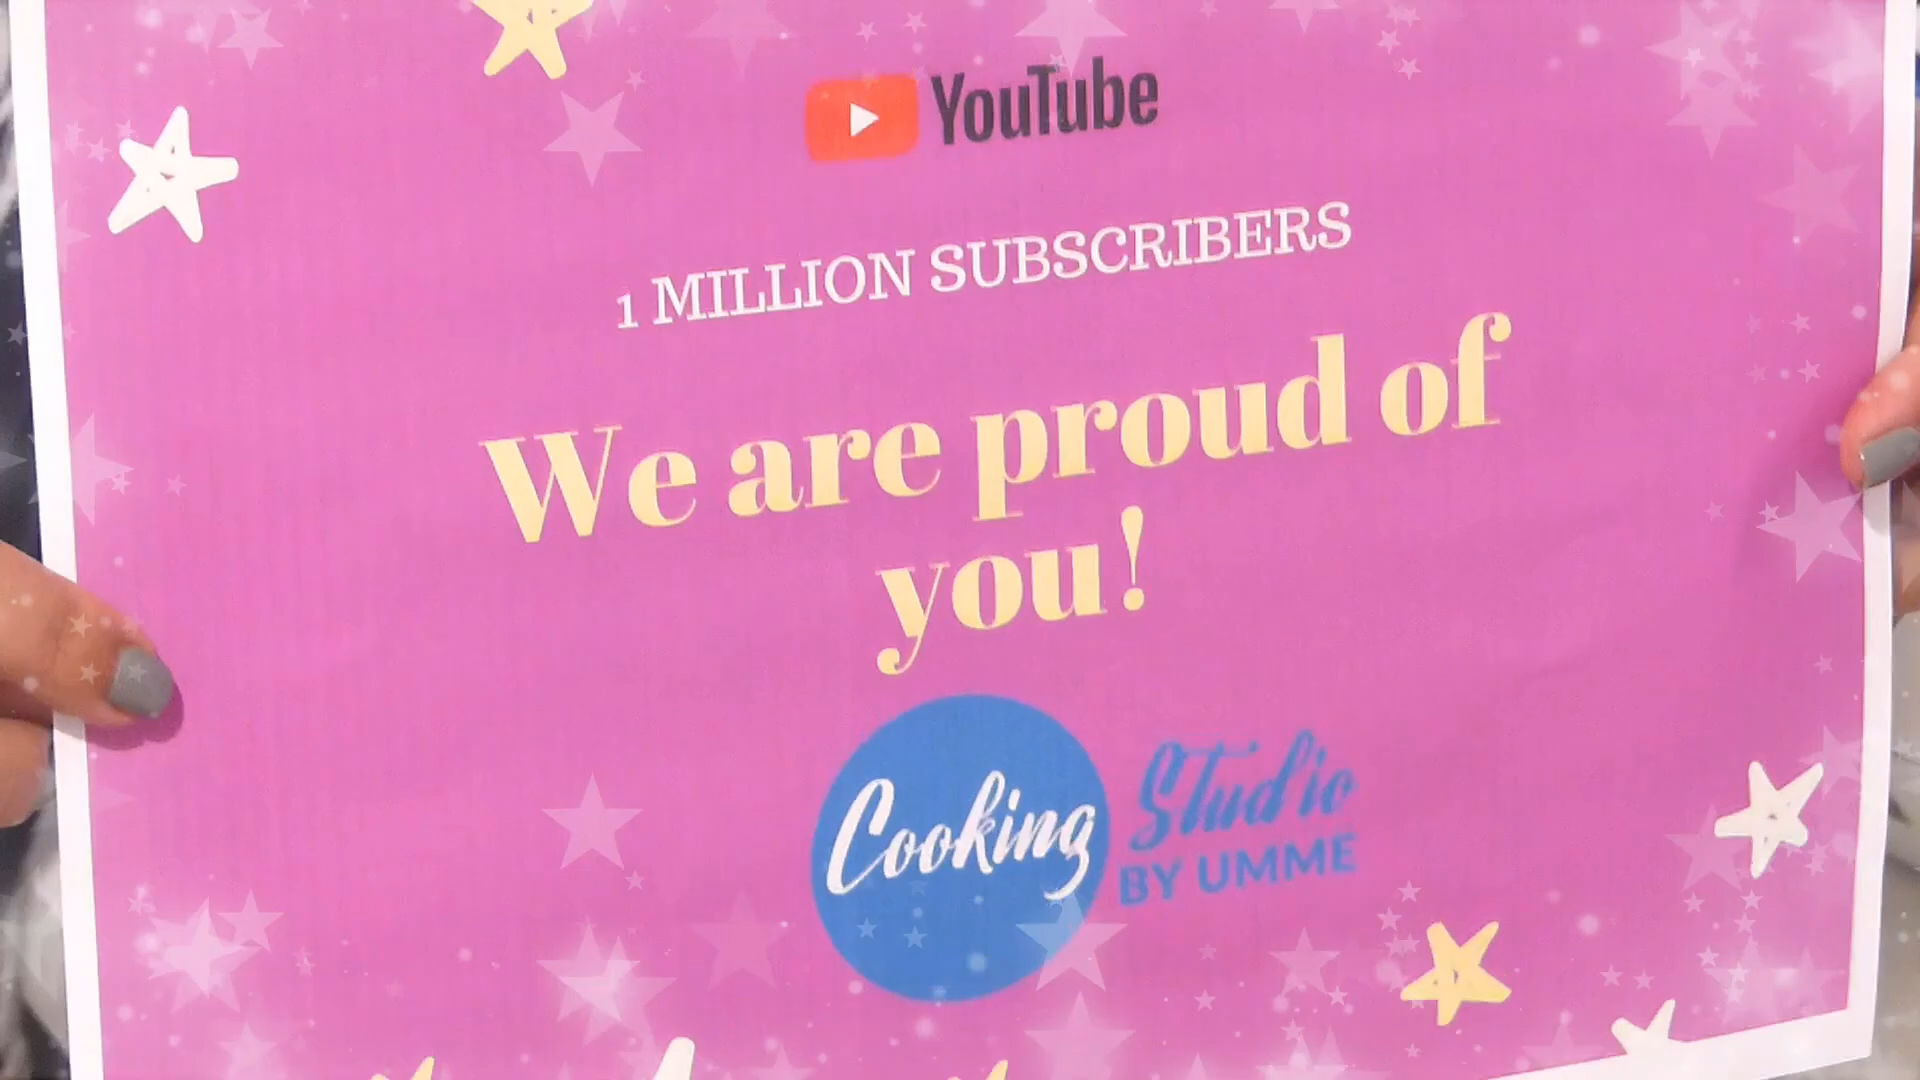 YouTube
1 MILLION SUBSCRIBERS
We are proud of
you!
Cooking Studio
BY UMME